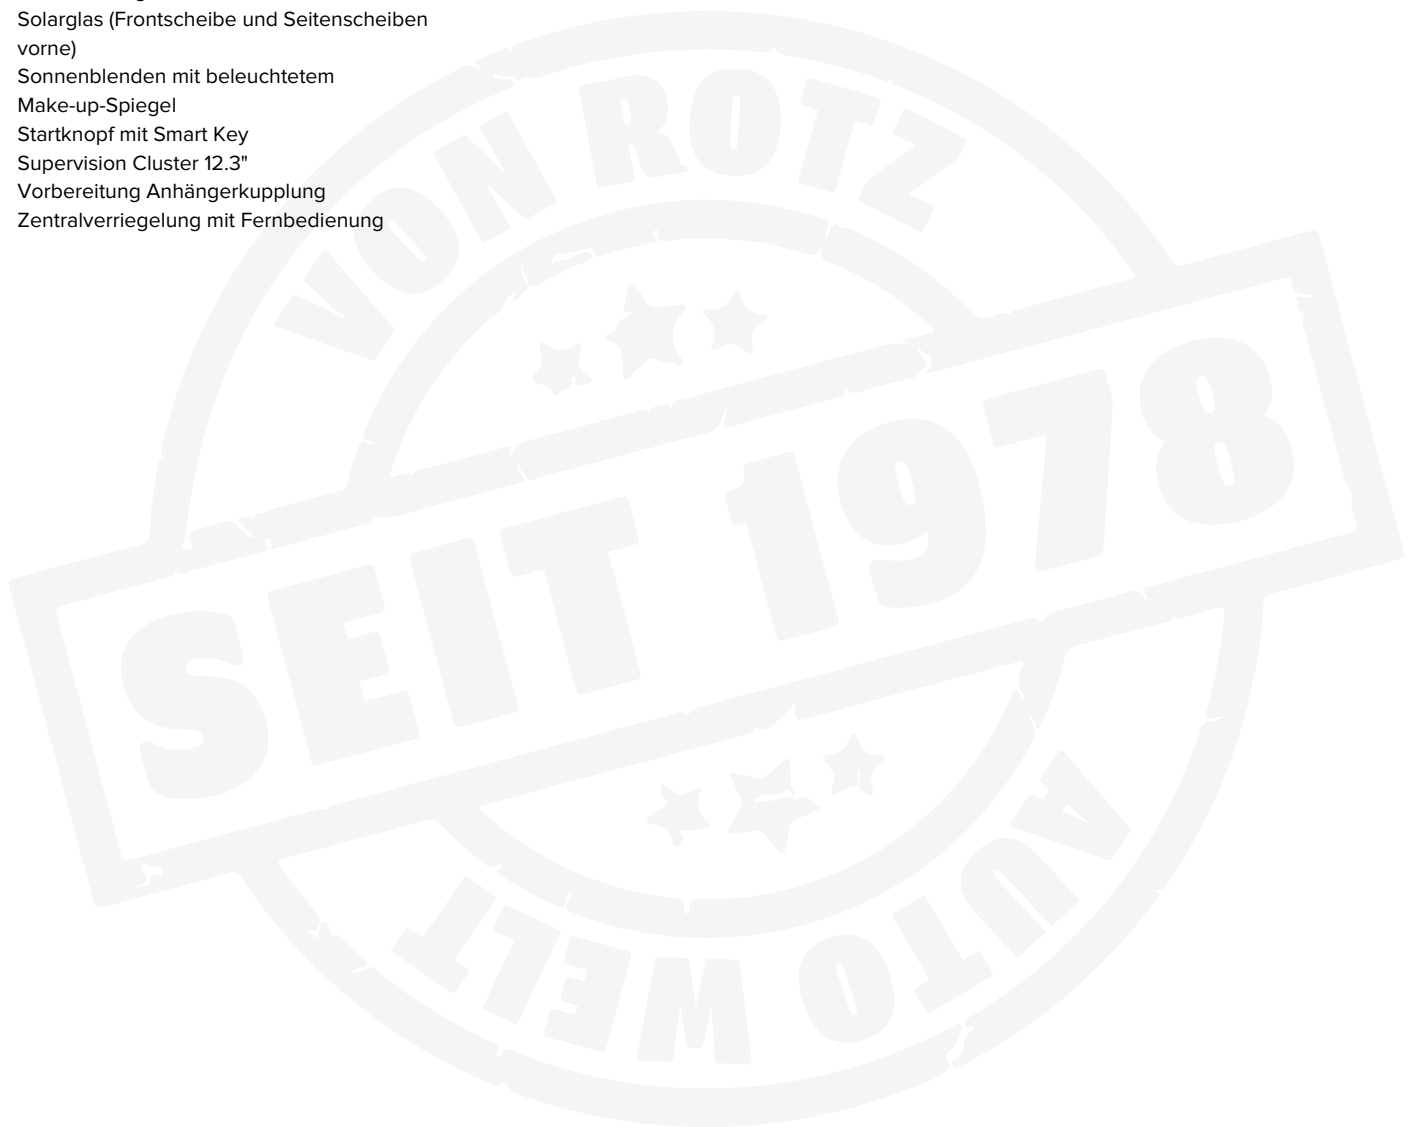 Solarglas (Frontscheibe und Seitenscheiben
vorne)
Sonnenblenden mit beleuchtetem
Make-up-Spiegel
Startknopf mit Smart Key
Supervision Cluster 12.3"
Vorbereitung Anhängerkupplung
Zentralverriegelung mit Fernbedienung
VON ROTZ
SEIT 1978
AUTO WELT